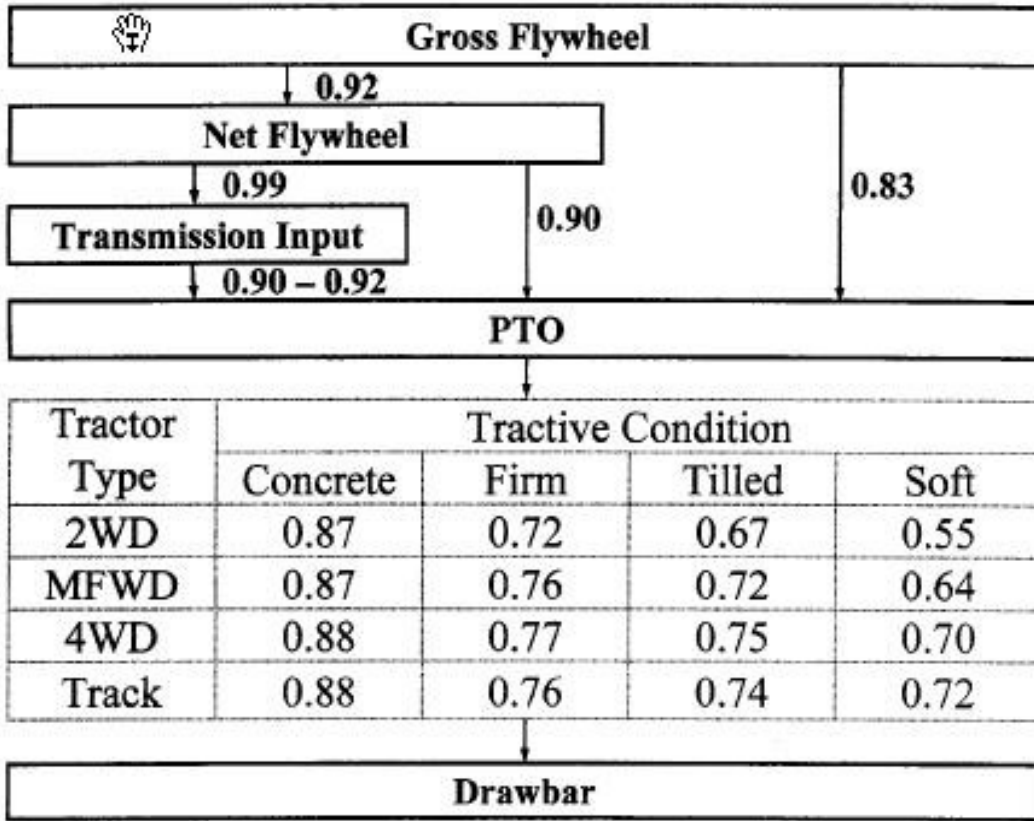 Gross Flywheel
0.92
Net Flywheel
0.99
0.90
0.83
Transmission Input
0.90 – 0.92
PTO
Tractor Type
Tractive Condition
Concrete Firm Tilled Soft
2WD 0.87 0.72 0.67 0.55
MFWD 0.87 0.76 0.72 0.64
4WD 0.88 0.77 0.75 0.70
Track 0.88 0.76 0.74 0.72
Drawbar